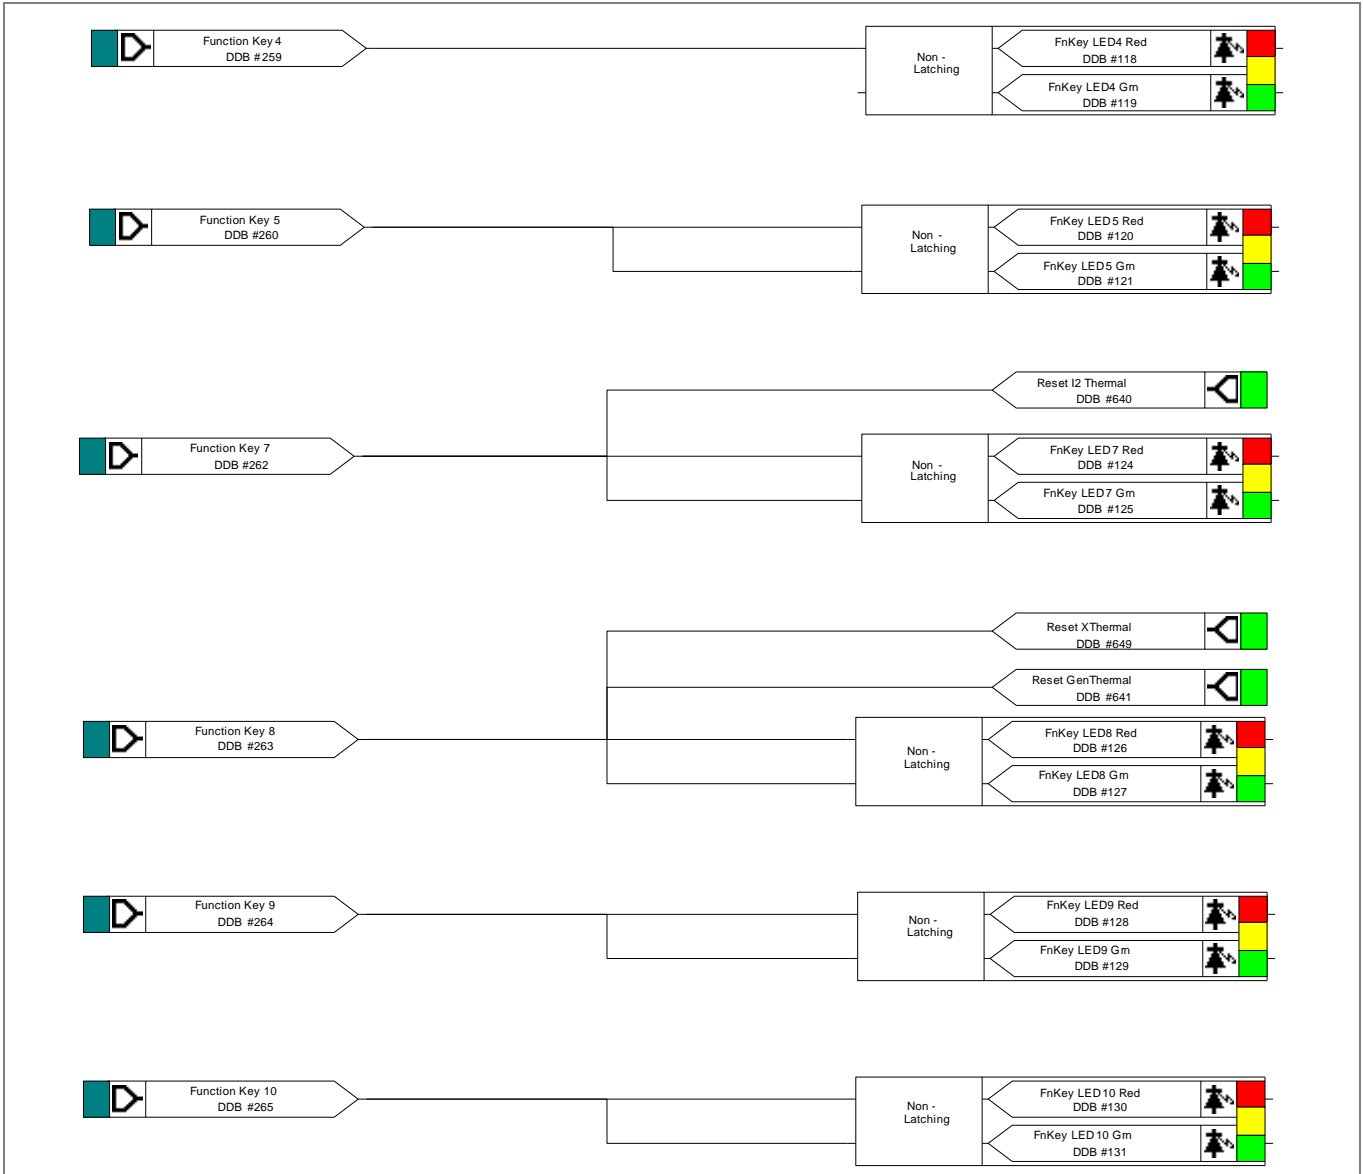 Function Key 4
DDB #259
Non -
Latching
FnKey LED4 Red
DDB #118
FnKey LED4 Grn
DDB #119
Function Key 5
DDB #260
Non -
Latching
FnKey LED5 Red
DDB #120
FnKey LED5 Grn
DDB #121
Reset I2 Thermal
DDB #640
Function Key 7
DDB #262
Non -
Latching
FnKey LED7 Red
DDB #124
FnKey LED7 Grn
DDB #125
Reset XThermal
DDB #649
Reset GenThermal
DDB #641
Function Key 8
DDB #263
Non -
Latching
FnKey LED8 Red
DDB #126
FnKey LED8 Grn
DDB #127
Function Key 9
DDB #264
Non -
Latching
FnKey LED9 Red
DDB #128
FnKey LED9 Grn
DDB #129
Function Key 10
DDB #265
Non -
Latching
FnKey LED10 Red
DDB #130
FnKey LED10 Grn
DDB #131